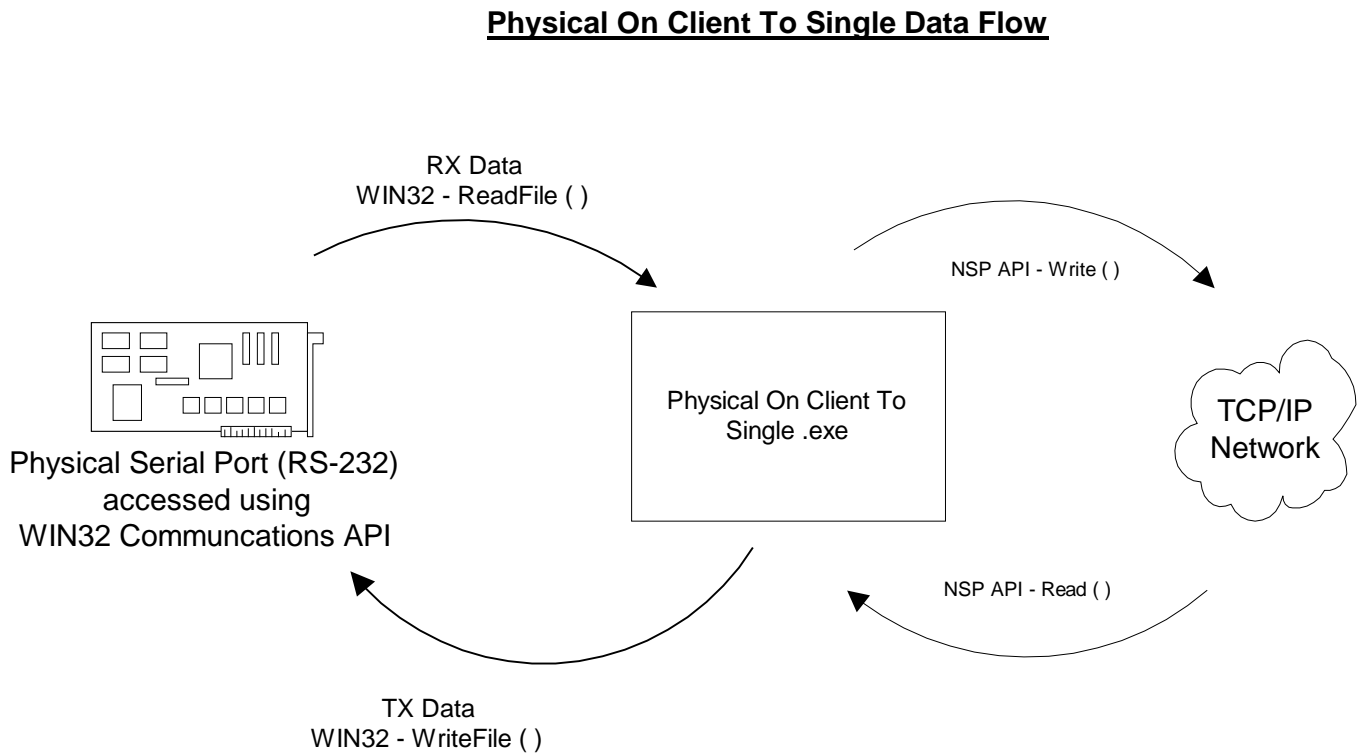 Physical On Client To Single Data Flow
RX Data
WIN32 - ReadFile ( )
NSP API - Write ( )
Physical Serial Port (RS-232)
accessed using
WIN32 Communcations API
Physical On Client To
Single .exe
TCP/IP
Network
NSP API - Read ( )
TX Data
WIN32 - WriteFile ( )